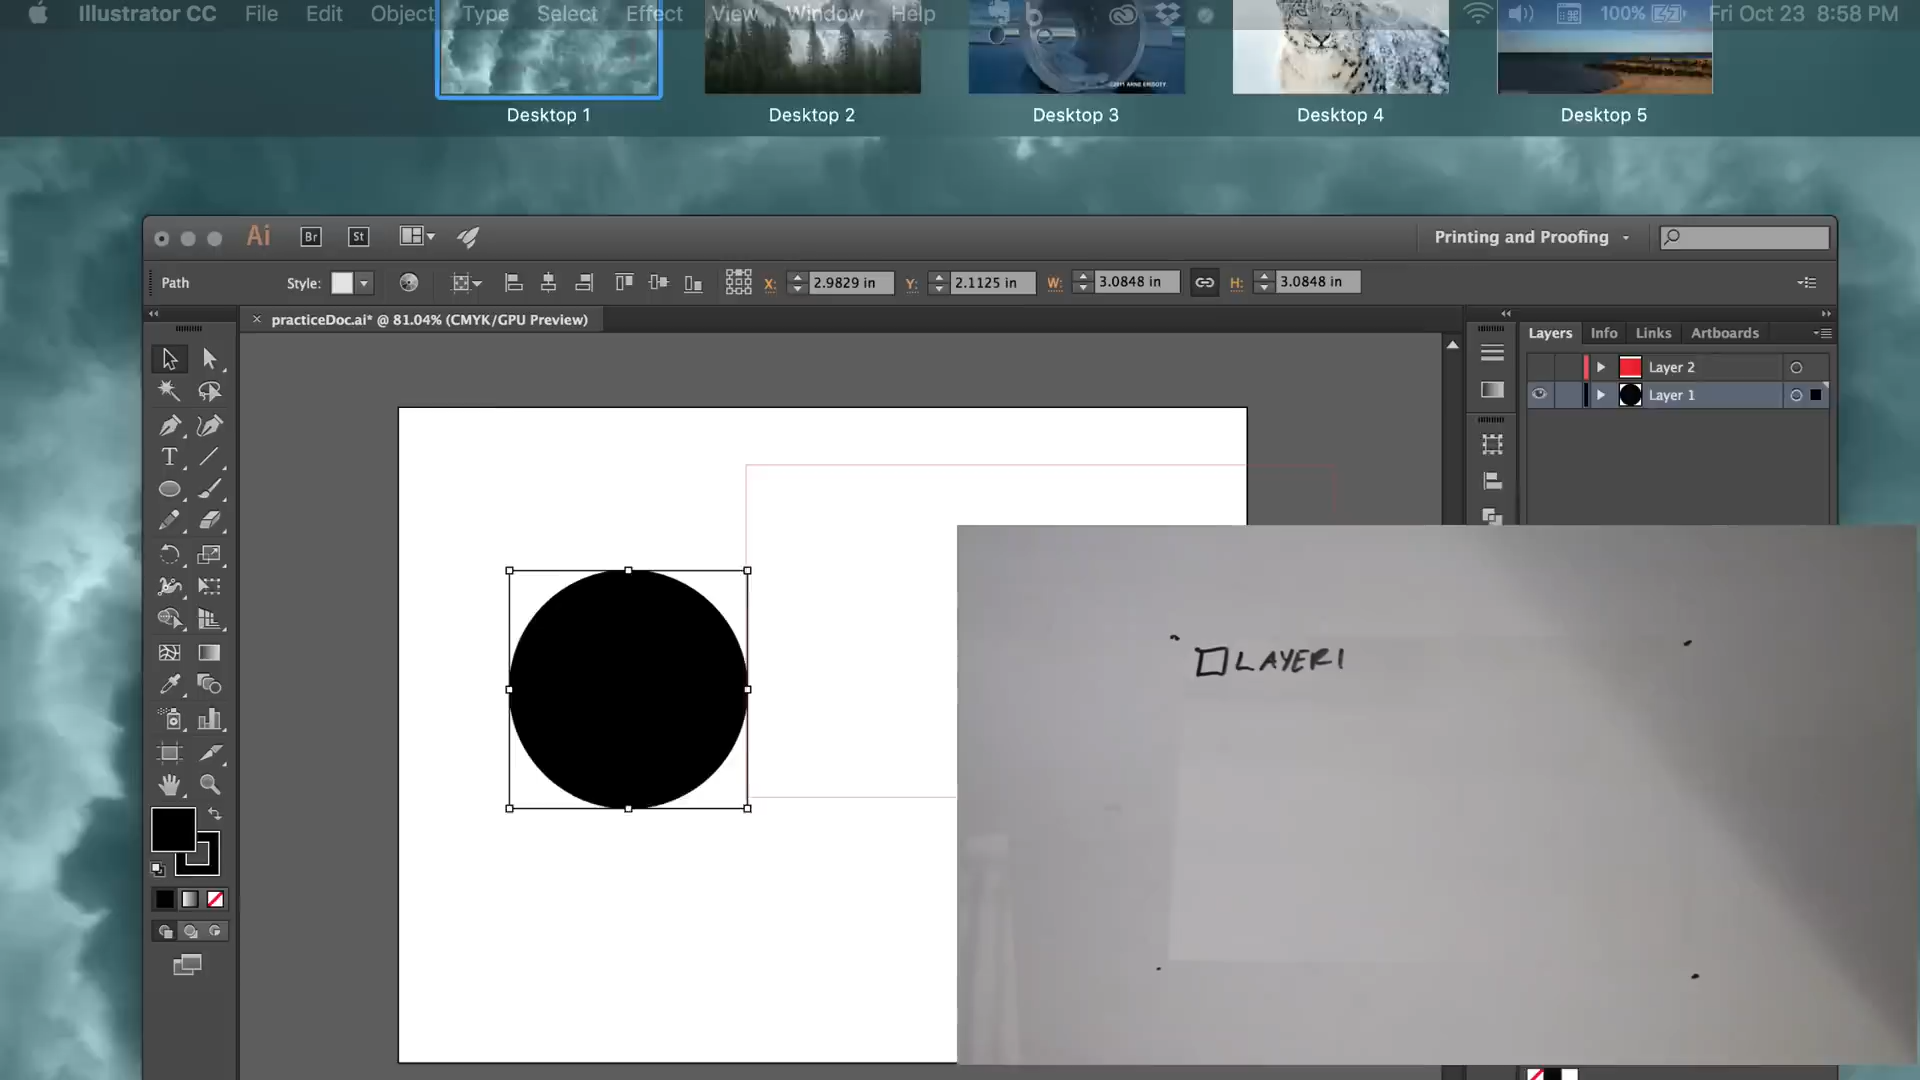 Illustrator CC File Edit Object Type Select Effect View Window Help 100% Fri Oct 23 8:58 PM
Desktop 1 Desktop 2 Desktop 3 Desktop 4 Desktop 5
Ai Br St Printing and Proofing
Path Style: X: 2.9829 in Y: 2.1125 in W: 3.0848 in H: 3.0848 in
practiceDoc.ai* @ 81.04% (CMYK/GPU Preview)
Layers Info Links Artboards
Layer 2
Layer 1
LAYER1